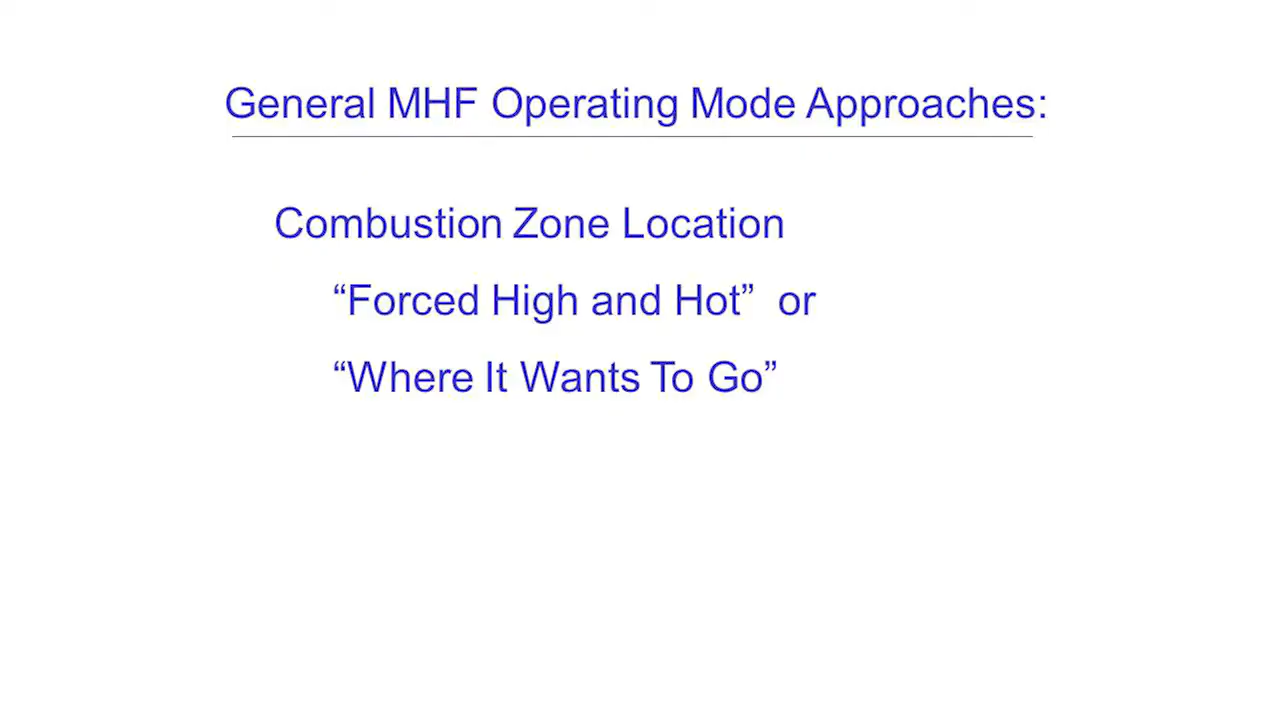 General MHF Operating Mode Approaches:
Combustion Zone Location
“Forced High and Hot”  or
“Where It Wants To Go”